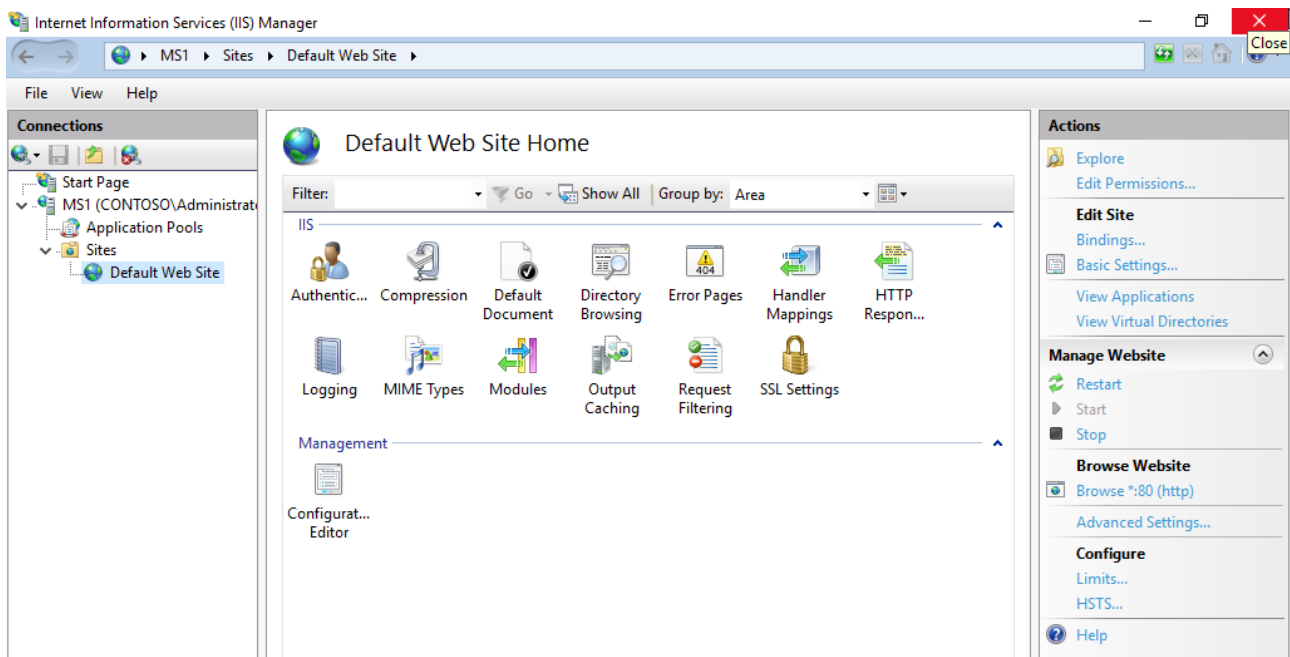 Internet Information Services (IIS) Manager
Close
MS1 Sites Default Web Site
File View Help
Connections
Start Page
MS1 (CONTOSO\Administrat
Application Pools
Sites
Default Web Site
Default Web Site Home
Filter: Go Show All Group by: Area
IIS
Authentic... Compression Default Document Directory Browsing Error Pages Handler Mappings HTTP Respon...
404
Logging MIME Types Modules Output Caching Request Filtering SSL Settings
Management
Configurat... Editor
Actions
Explore
Edit Permissions...
Edit Site
Bindings...
Basic Settings...
View Applications
View Virtual Directories
Manage Website
Restart
Start
Stop
Browse Website
Browse *:80 (http)
Advanced Settings...
Configure
Limits...
HSTS...
Help